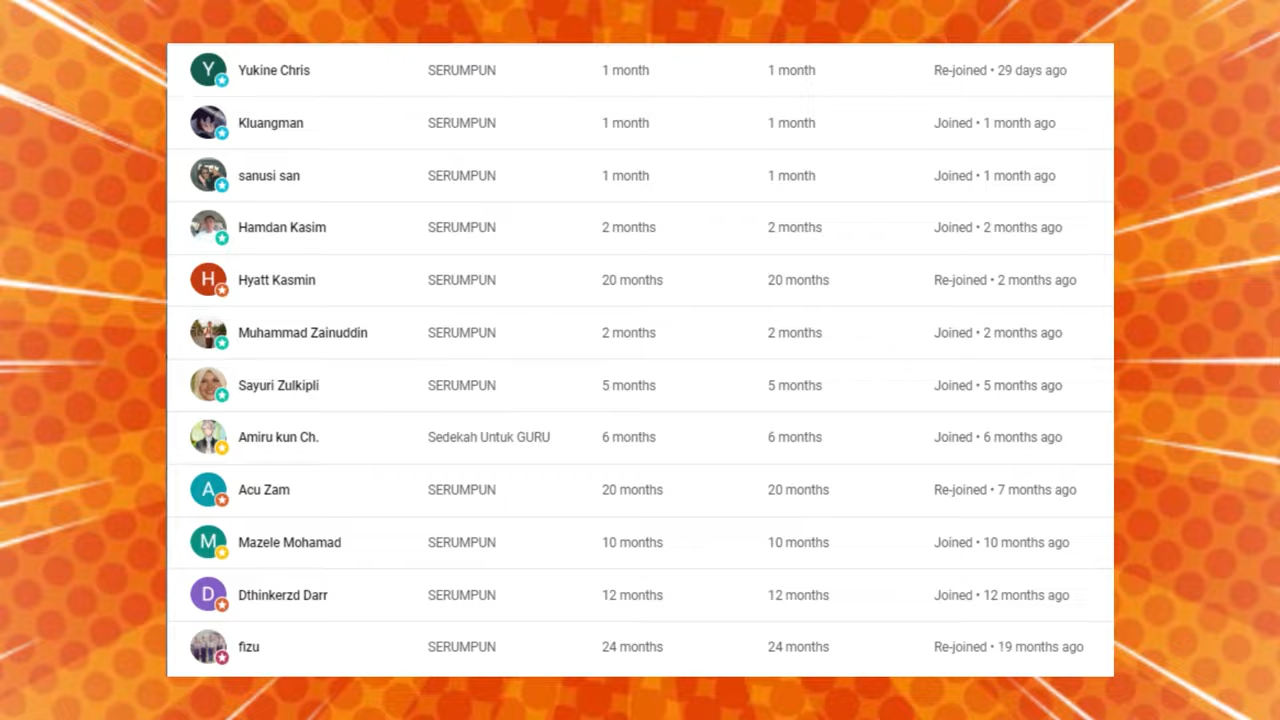 Y Yukine Chris SERUMPUN 1 month 1 month Re-joined • 29 days ago
Kluangman SERUMPUN 1 month 1 month Joined • 1 month ago
sanusi san SERUMPUN 1 month 1 month Joined • 1 month ago
Hamdan Kasim SERUMPUN 2 months 2 months Joined • 2 months ago
H Hyatt Kasmin SERUMPUN 20 months 20 months Re-joined • 2 months ago
Muhammad Zainuddin SERUMPUN 2 months 2 months Joined • 2 months ago
Sayuri Zulkipli SERUMPUN 5 months 5 months Joined • 5 months ago
Amiru kun Ch. Sedekah Untuk GURU 6 months 6 months Joined • 6 months ago
A Acu Zam SERUMPUN 20 months 20 months Re-joined • 7 months ago
M Mazele Mohamad SERUMPUN 10 months 10 months Joined • 10 months ago
D Dthinkerzd Darr SERUMPUN 12 months 12 months Joined • 12 months ago
fizu SERUMPUN 24 months 24 months Re-joined • 19 months ago